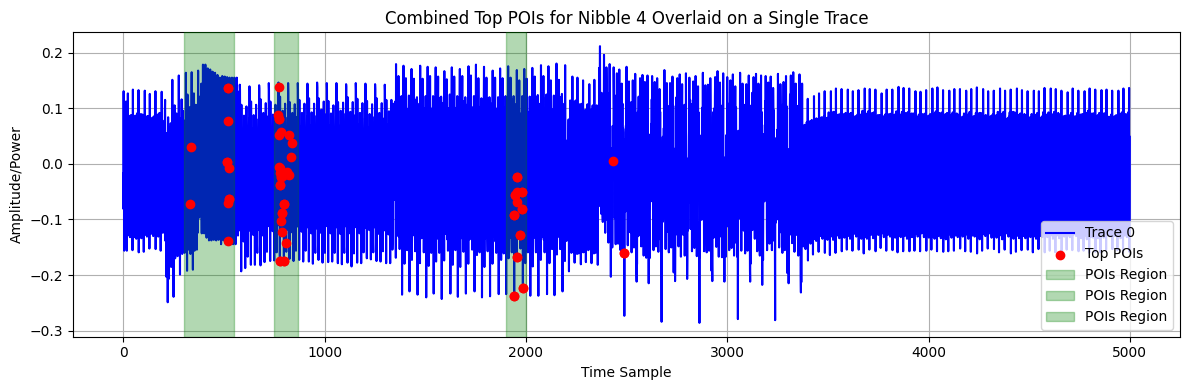 Combined Top POIs for Nibble 4 Overlaid on a Single Trace
Amplitude/Power
0.2
0.1
0.0
−0.1
−0.2
−0.3
Trace 0
Top POIs
POIs Region
POIs Region
POIs Region
0
1000
2000
3000
4000
5000
Time Sample